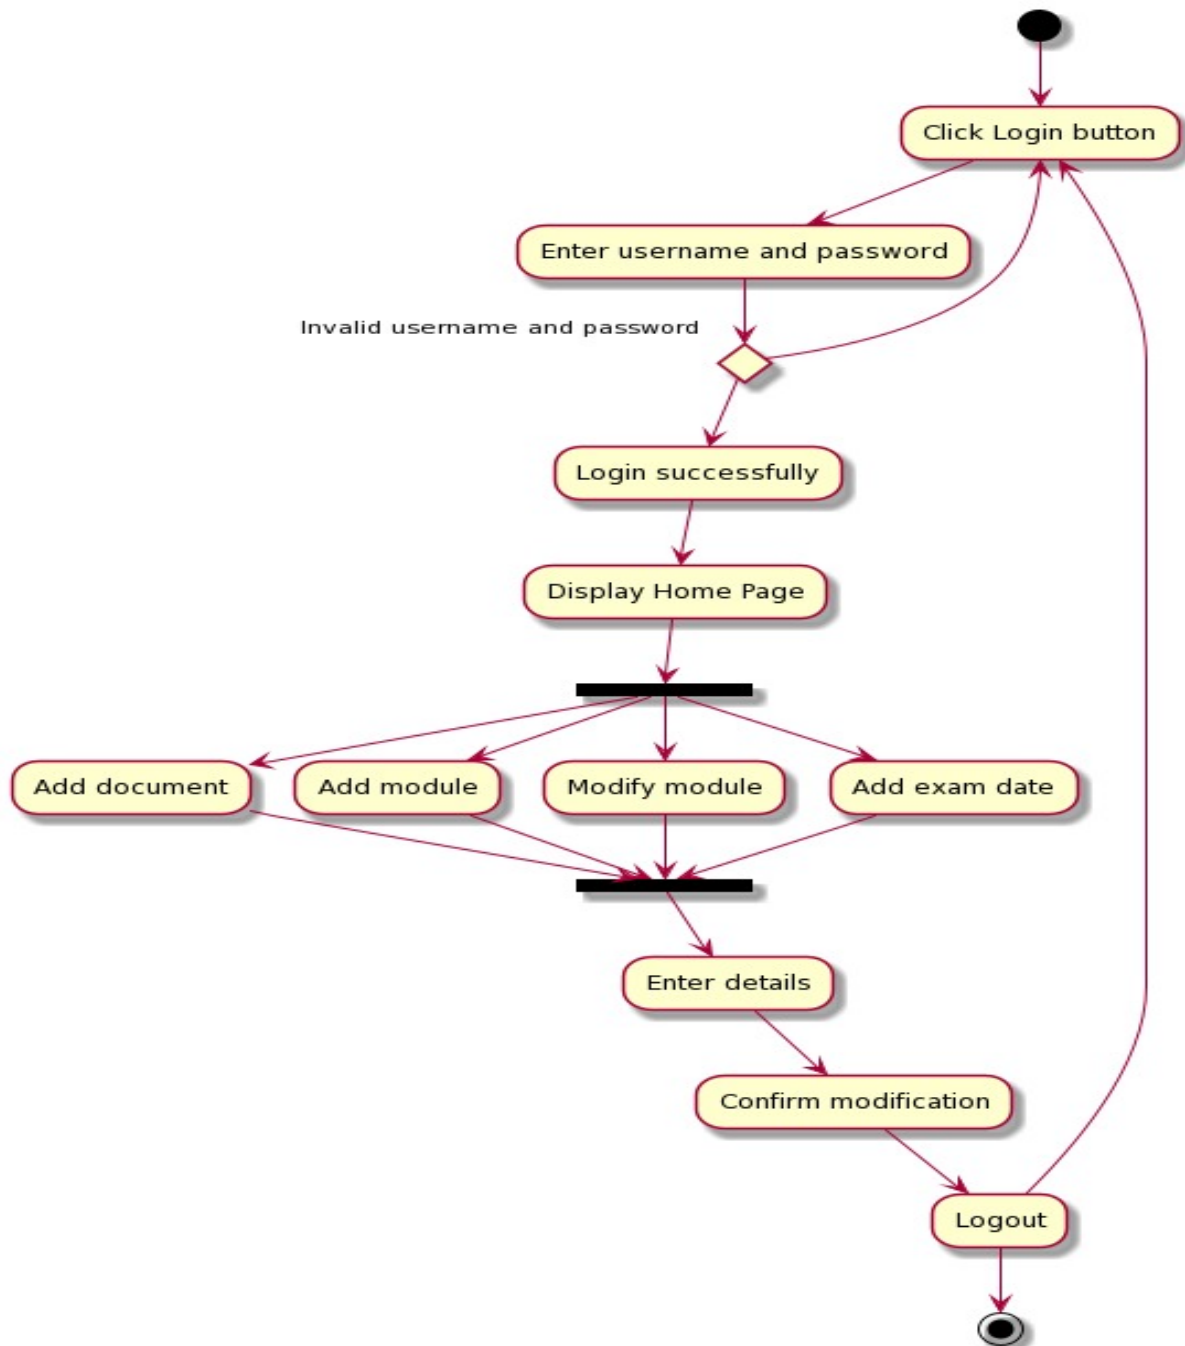 Click Login button
Enter username and password
Invalid username and password
Login successfully
Display Home Page
Add document
Add module
Modify module
Add exam date
Enter details
Confirm modification
Logout